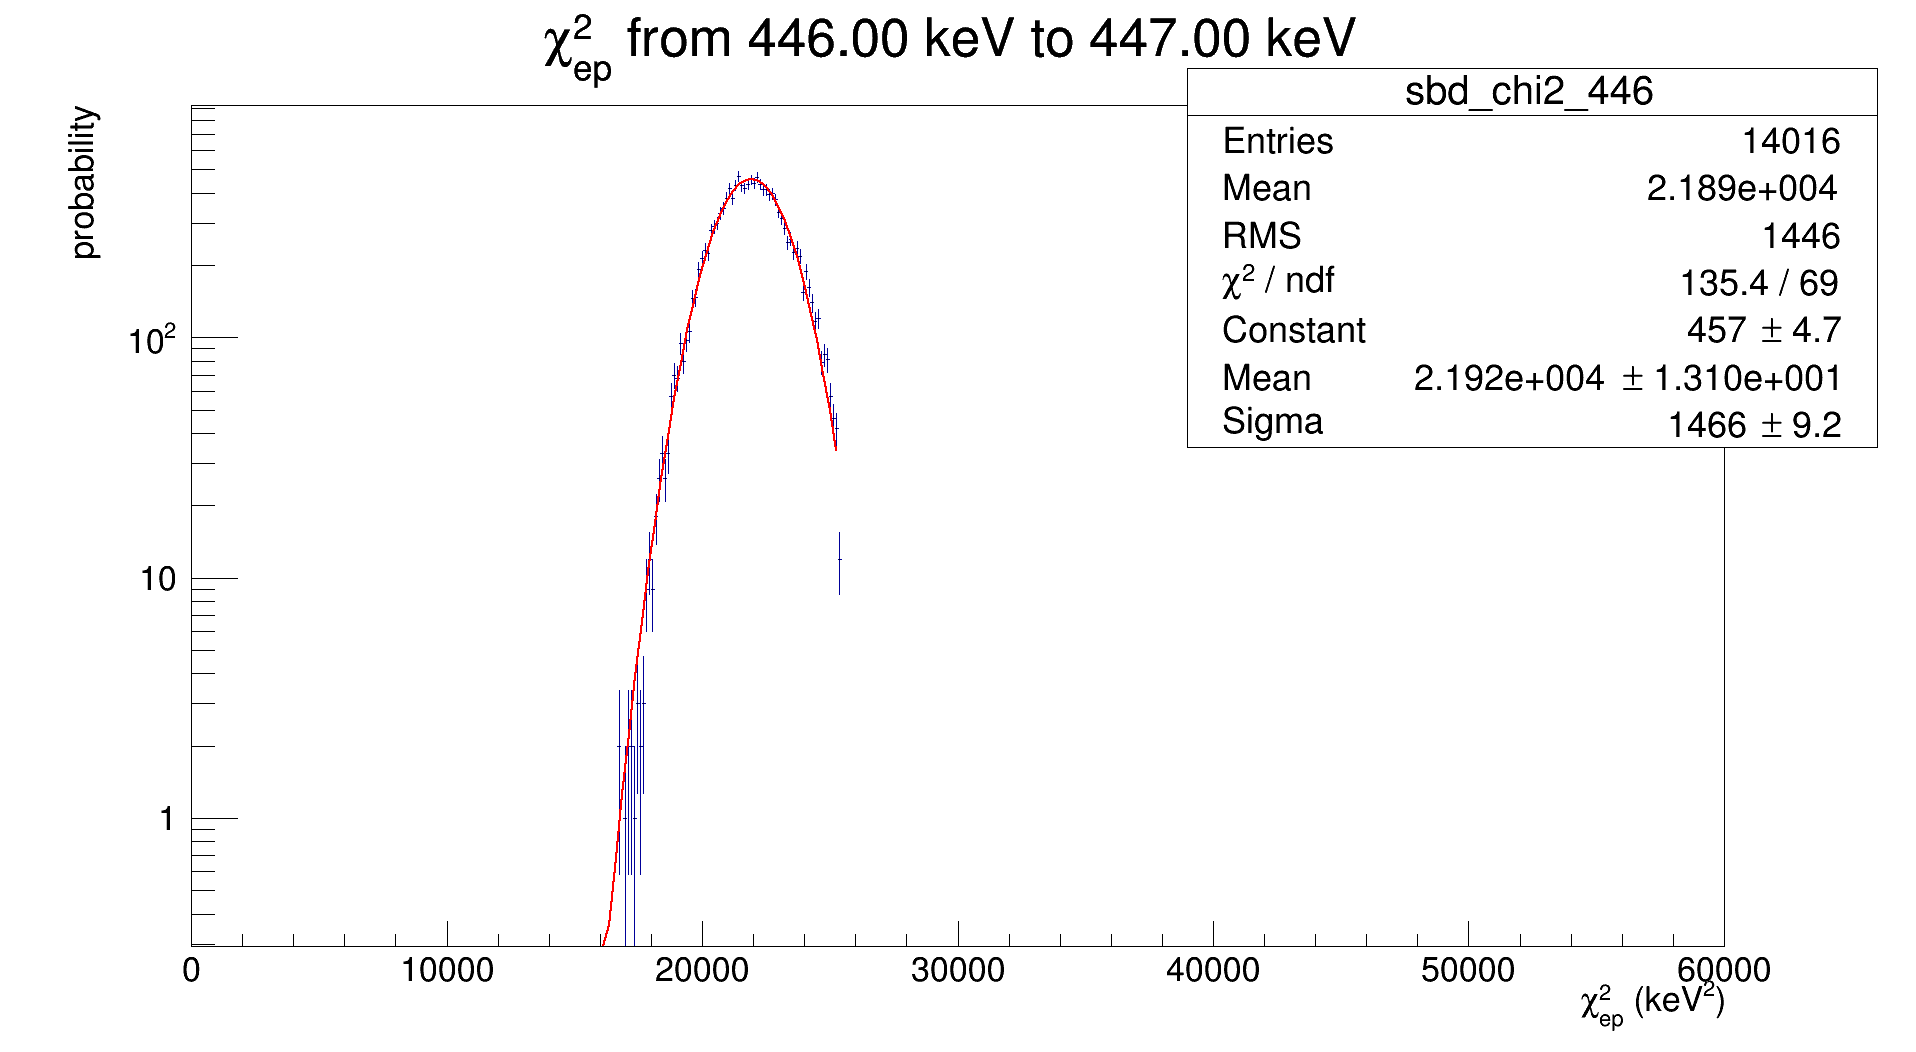 χ²ep from 446.00 keV to 447.00 keV
sbd_chi2_446
Entries 14016
Mean 2.189e+004
RMS 1446
χ² / ndf 135.4 / 69
Constant 457 ± 4.7
Mean 2.192e+004 ± 1.310e+001
Sigma 1466 ± 9.2
probability
10²
10
1
0 10000 20000 30000 40000 50000 60000
χ²ep (keV²)